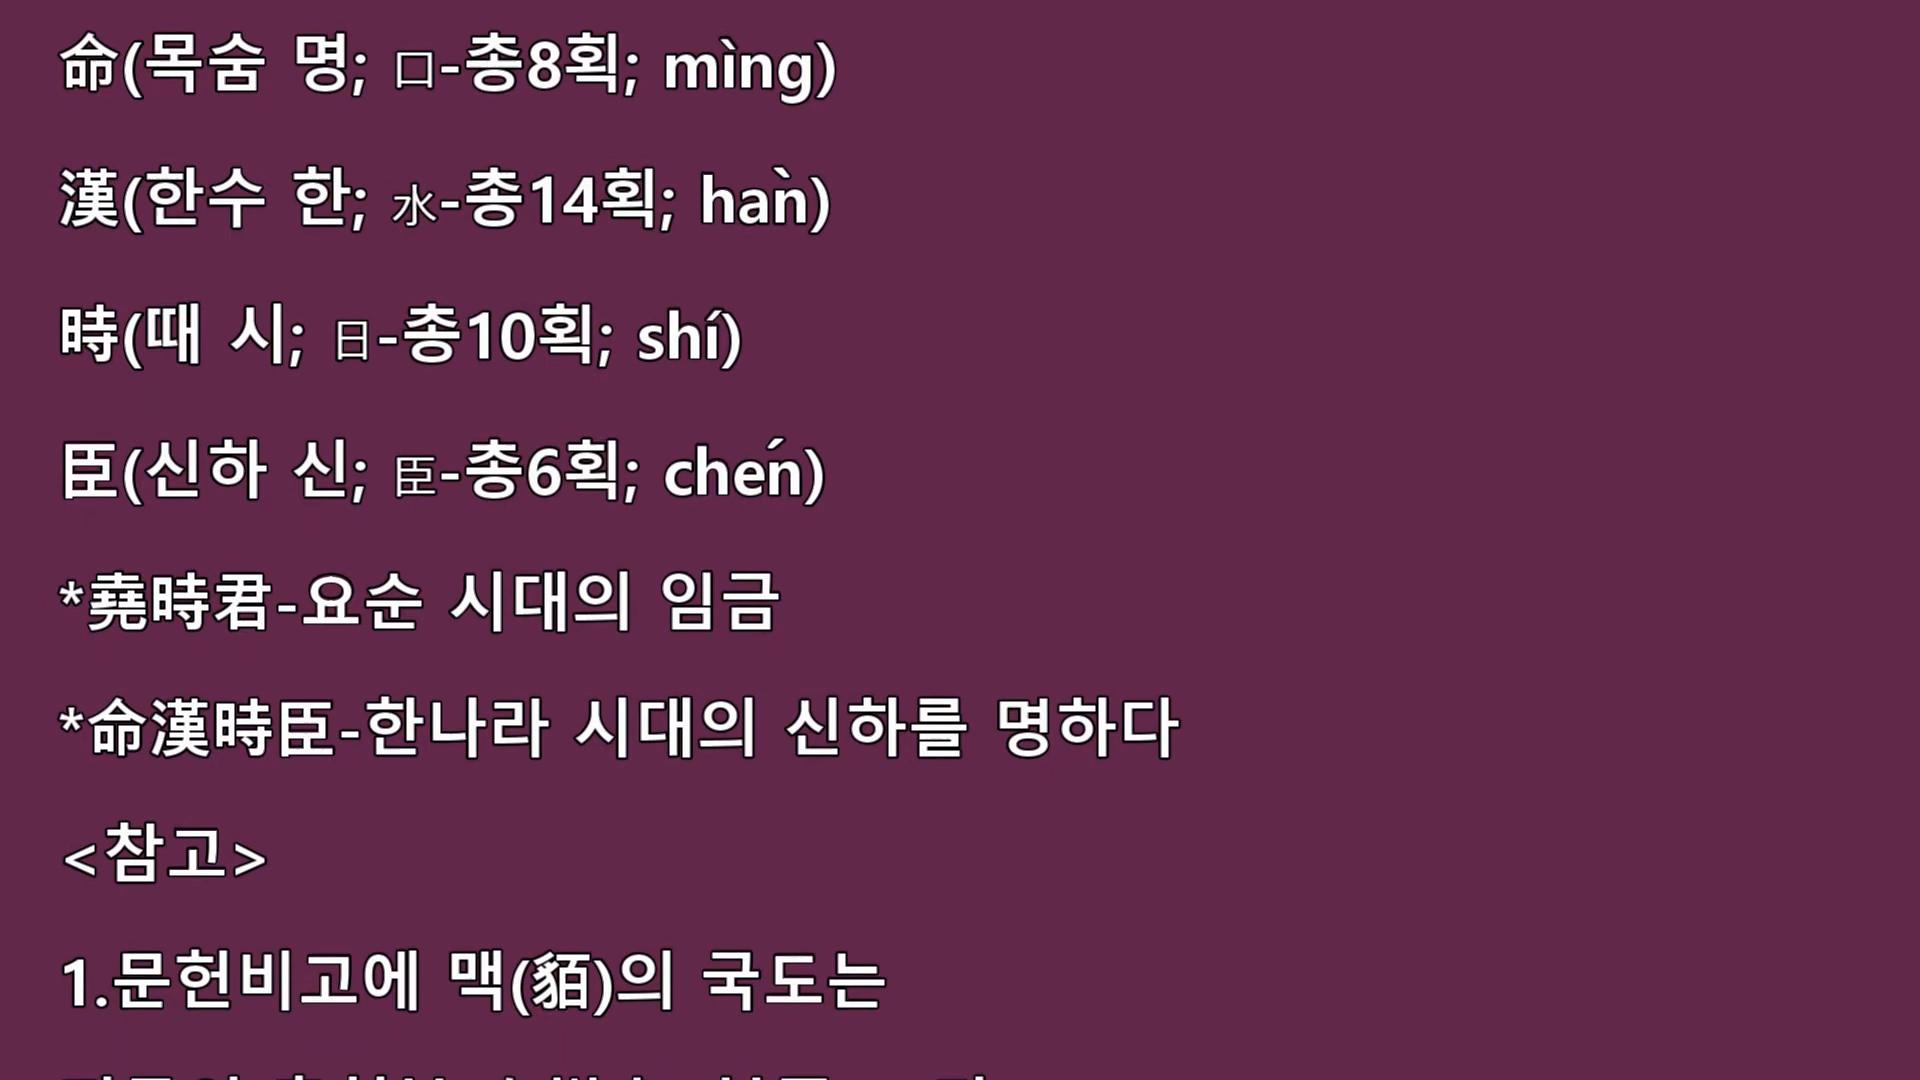 命(목숨 명; 口-총8획; mìng)
漢(한수 한; 水-총14획; hàn)
時(때 시; 日-총10획; shí)
臣(신하 신; 臣-총6획; chén)
*堯時君-요순 시대의 임금
*命漢時臣-한나라 시대의 신하를 명하다
<참고>
1.문헌비고에 맥(貊)의 국도는